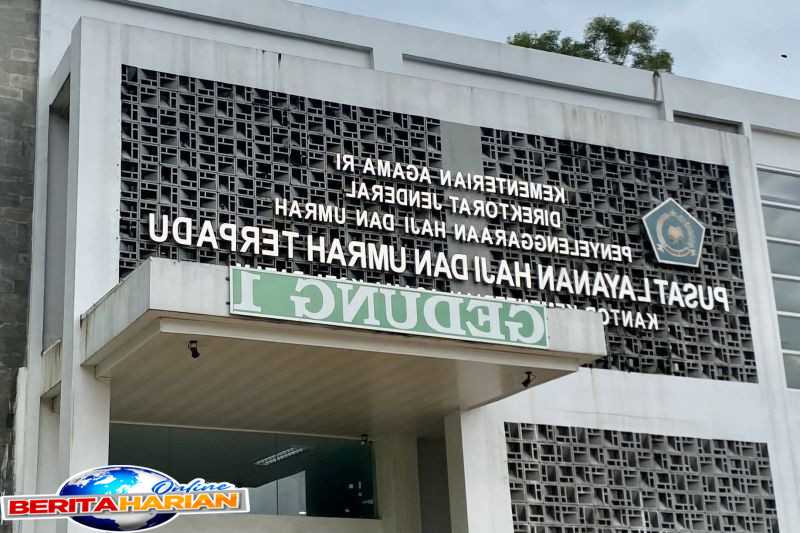 KEMENTERIAN AGAMA RI
DIREKTORAT JENDERAL
PENYELENGGARAAN HAJI DAN UMRAH
PUSAT LAYANAN HAJI DAN UMRAH TERPADU
KANTOR
GEDUNG 1
Online
BERITAHARIAN